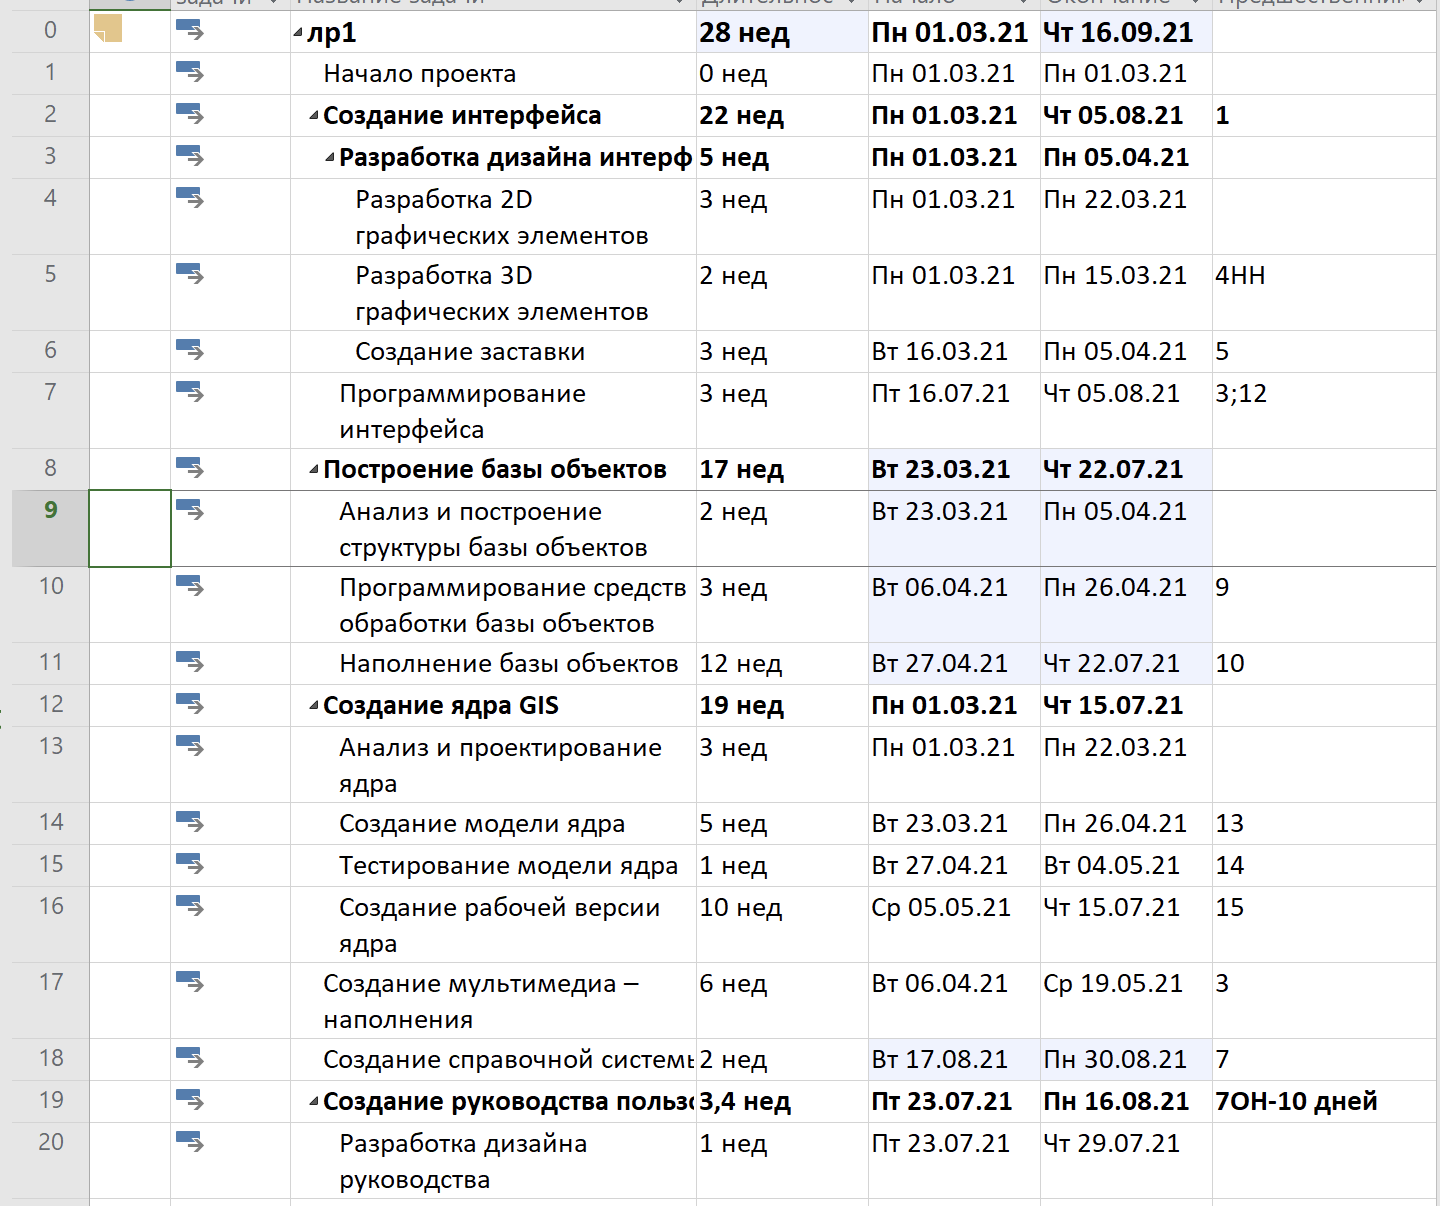 0 лр1 28 нед Пн 01.03.21 Чт 16.09.21
1 Начало проекта 0 нед Пн 01.03.21 Пн 01.03.21
2 Создание интерфейса 22 нед Пн 01.03.21 Чт 05.08.21 1
3 Разработка дизайна интерф 5 нед Пн 01.03.21 Пн 05.04.21
4 Разработка 2D 3 нед Пн 01.03.21 Пн 22.03.21
графических элементов
5 Разработка 3D 2 нед Пн 01.03.21 Пн 15.03.21 4НН
графических элементов
6 Создание заставки 3 нед Вт 16.03.21 Пн 05.04.21 5
7 Программирование 3 нед Пт 16.07.21 Чт 05.08.21 3;12
интерфейса
8 Построение базы объектов 17 нед Вт 23.03.21 Чт 22.07.21
9 Анализ и построение 2 нед Вт 23.03.21 Пн 05.04.21
структуры базы объектов
10 Программирование средств 3 нед Вт 06.04.21 Пн 26.04.21 9
обработки базы объектов
11 Наполнение базы объектов 12 нед Вт 27.04.21 Чт 22.07.21 10
12 Создание ядра GIS 19 нед Пн 01.03.21 Чт 15.07.21
13 Анализ и проектирование 3 нед Пн 01.03.21 Пн 22.03.21
ядра
14 Создание модели ядра 5 нед Вт 23.03.21 Пн 26.04.21 13
15 Тестирование модели ядра 1 нед Вт 27.04.21 Вт 04.05.21 14
16 Создание рабочей версии 10 нед Ср 05.05.21 Чт 15.07.21 15
ядра
17 Создание мультимедиа – 6 нед Вт 06.04.21 Ср 19.05.21 3
наполнения
18 Создание справочной системы 2 нед Вт 17.08.21 Пн 30.08.21 7
19 Создание руководства пользо 3,4 нед Пт 23.07.21 Пн 16.08.21 7ОН-10 дней
20 Разработка дизайна 1 нед Пт 23.07.21 Чт 29.07.21
руководства